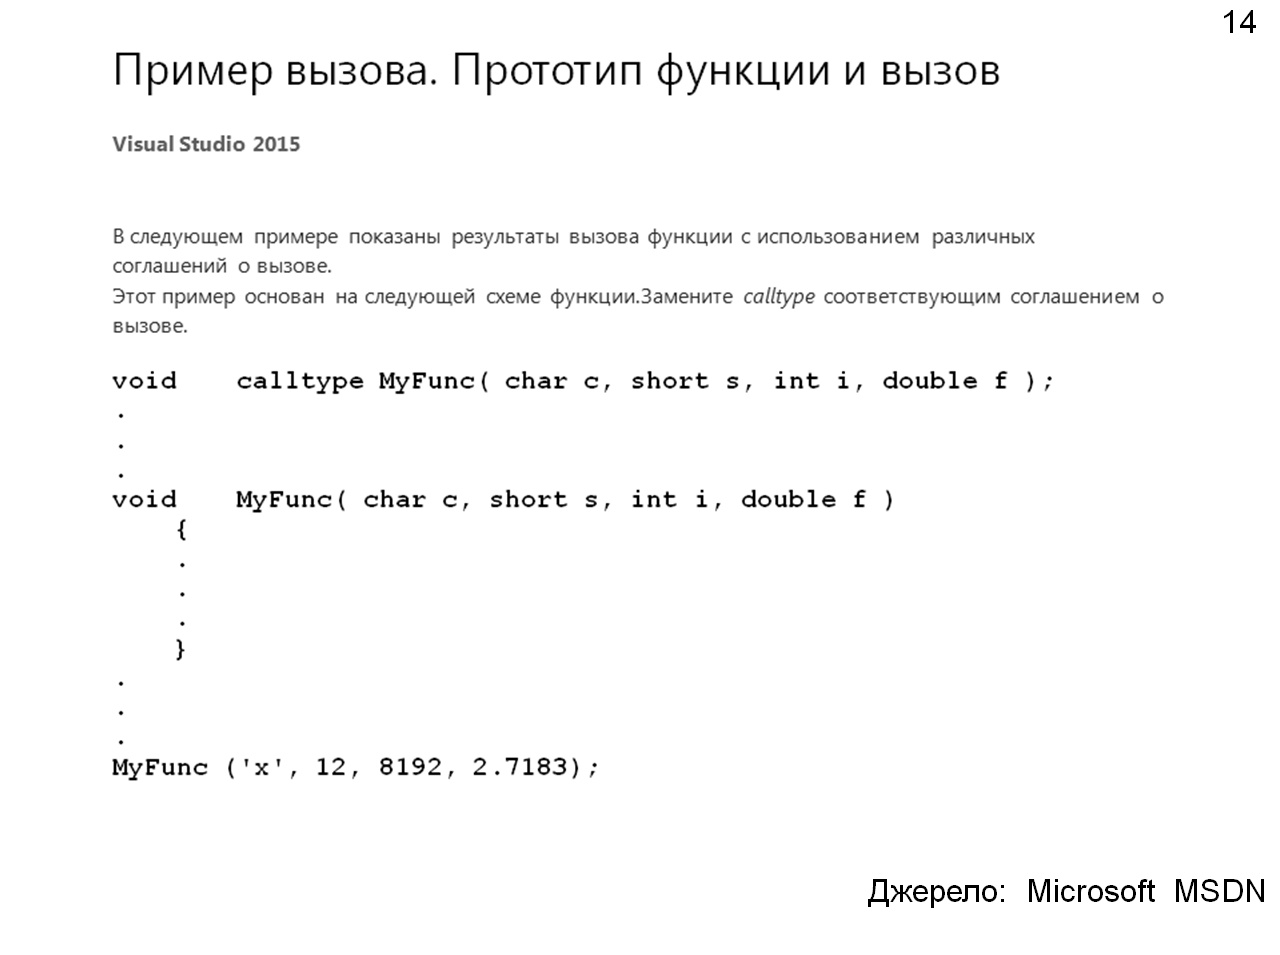 14
Пример вызова. Прототип функции и вызов
Visual Studio 2015
В следующем примере показаны результаты вызова функции с использованием различных
соглашений о вызове.
Этот пример основан на следующей схеме функции.Замените calltype соответствующим соглашением о
вызове.
void    calltype MyFunc( char c, short s, int i, double f );
.
.
.
void    MyFunc( char c, short s, int i, double f )
    {
    .
    .
    .
    }
.
.
.
MyFunc ('x', 12, 8192, 2.7183);
Джерело: Microsoft MSDN